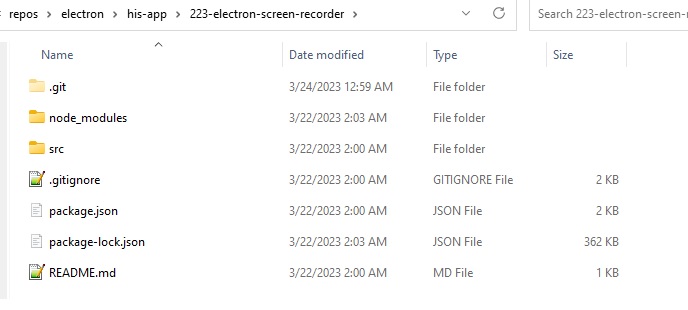 repos > electron > his-app > 223-electron-screen-recorder > Search 223-electron-screen-r
Name Date modified Type Size
.git 3/24/2023 12:59 AM File folder
node_modules 3/22/2023 2:03 AM File folder
src 3/22/2023 2:00 AM File folder
.gitignore 3/22/2023 2:00 AM GITIGNORE File 2 KB
package.json 3/22/2023 2:00 AM JSON File 2 KB
package-lock.json 3/22/2023 2:03 AM JSON File 362 KB
README.md 3/22/2023 2:00 AM MD File 1 KB